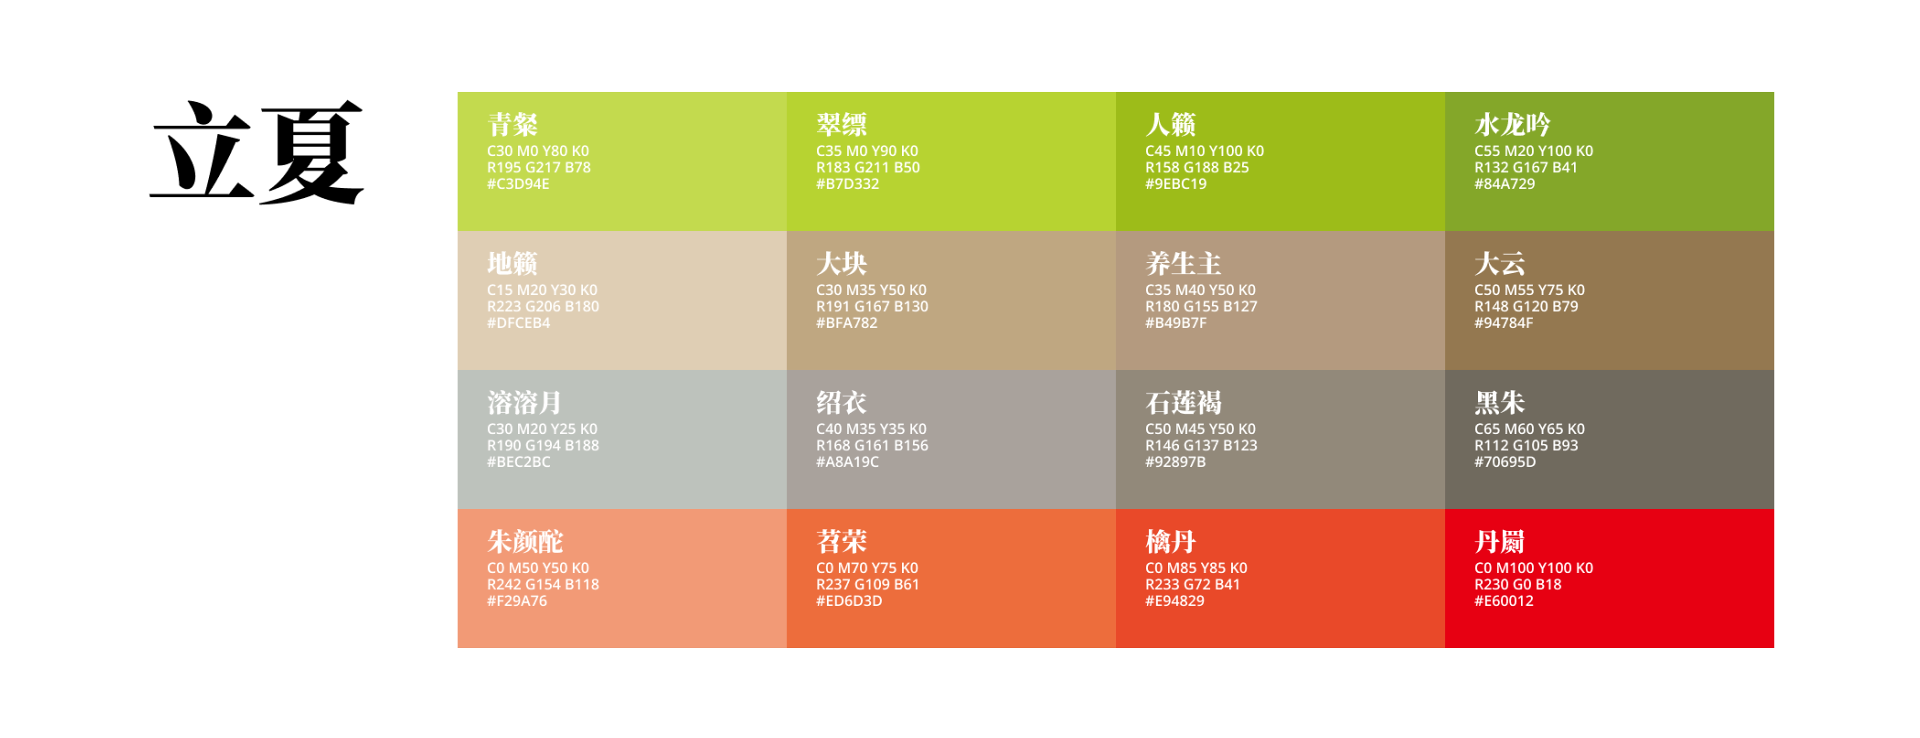 立夏
青粲
C30 M0 Y80 K0
R195 G217 B78
#C3D94E
翠缥
C35 M0 Y90 K0
R183 G211 B50
#B7D332
人籁
C45 M10 Y100 K0
R158 G188 B25
#9EBC19
水龙吟
C55 M20 Y100 K0
R132 G167 B41
#84A729
地籁
C15 M20 Y30 K0
R223 G206 B180
#DFCEB4
大块
C30 M35 Y50 K0
R191 G167 B130
#BFA782
养生主
C35 M40 Y50 K0
R180 G155 B127
#B49B7F
大云
C50 M55 Y75 K0
R148 G120 B79
#94784F
溶溶月
C30 M20 Y25 K0
R190 G194 B188
#BEC2BC
绍衣
C40 M35 Y35 K0
R168 G161 B156
#A8A19C
石莲褐
C50 M45 Y50 K0
R146 G137 B123
#92897B
黑朱
C65 M60 Y65 K0
R112 G105 B93
#70695D
朱颜酡
C0 M50 Y50 K0
R242 G154 B118
#F29A76
苕荣
C0 M70 Y75 K0
R237 G109 B61
#ED6D3D
檎丹
C0 M85 Y85 K0
R233 G72 B41
#E94829
丹罽
C0 M100 Y100 K0
R230 G0 B18
#E60012